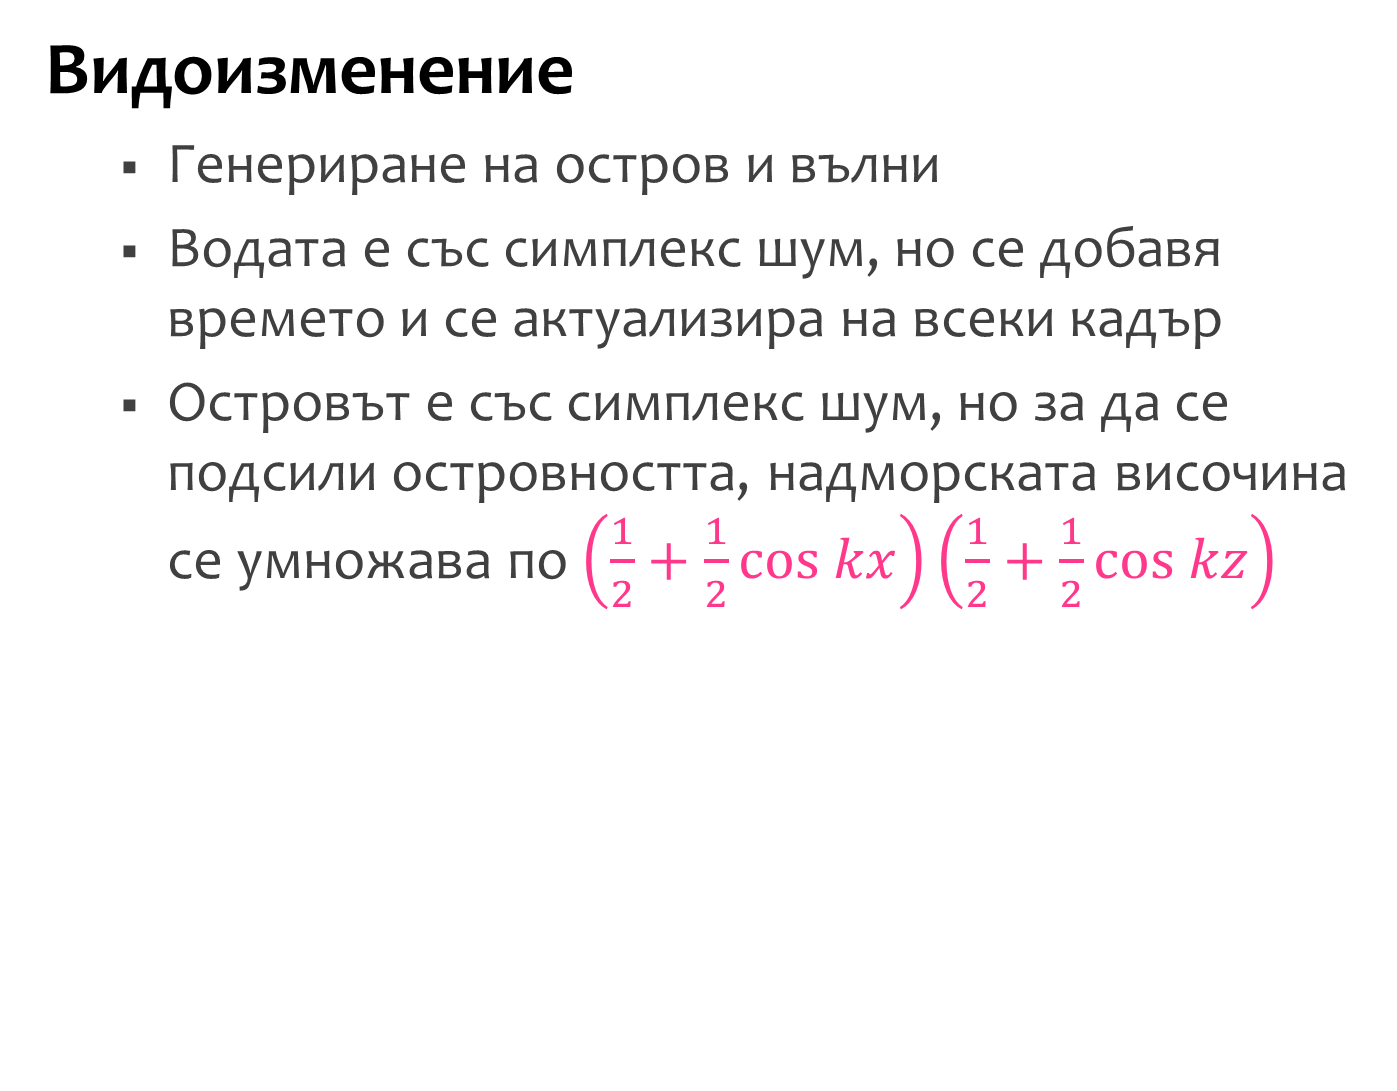 Видоизменение
▪ Генериране на остров и вълни
▪ Водата е със симплекс шум, но се добавя
времето и се актуализира на всеки кадър
▪ Островът е със симплекс шум, но за да се
подсили островността, надморската височина
се умножава по (1/2 + 1/2 cos kx)(1/2 + 1/2 cos kz)